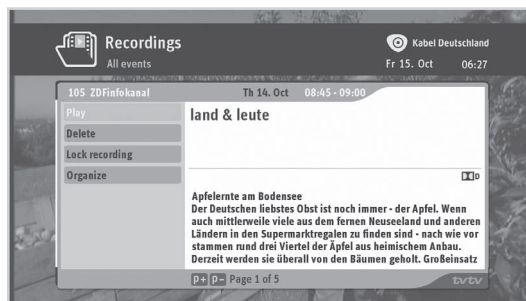 Recordings
All events
Kabel Deutschland
Fr 15. Oct 06:27
105 ZDFinfokanal Th 14. Oct 08:45 - 09:00
Play
Delete
Lock recording
Organize
land & leute
D
Apfelernte am Bodensee
Der Deutschen liebstes Obst ist noch immer - der Apfel. Wenn
auch mittlerweile viele aus dem fernen Neuseeland und anderen
Ländern in den Supermarktregalen zu finden sind - nach wie vor
stammen rund drei Viertel der Äpfel aus heimischem Anbau.
Derzeit werden sie überall von den Bäumen geholt. Großeinsatz
p+ p- Page 1 of 5
tvtv